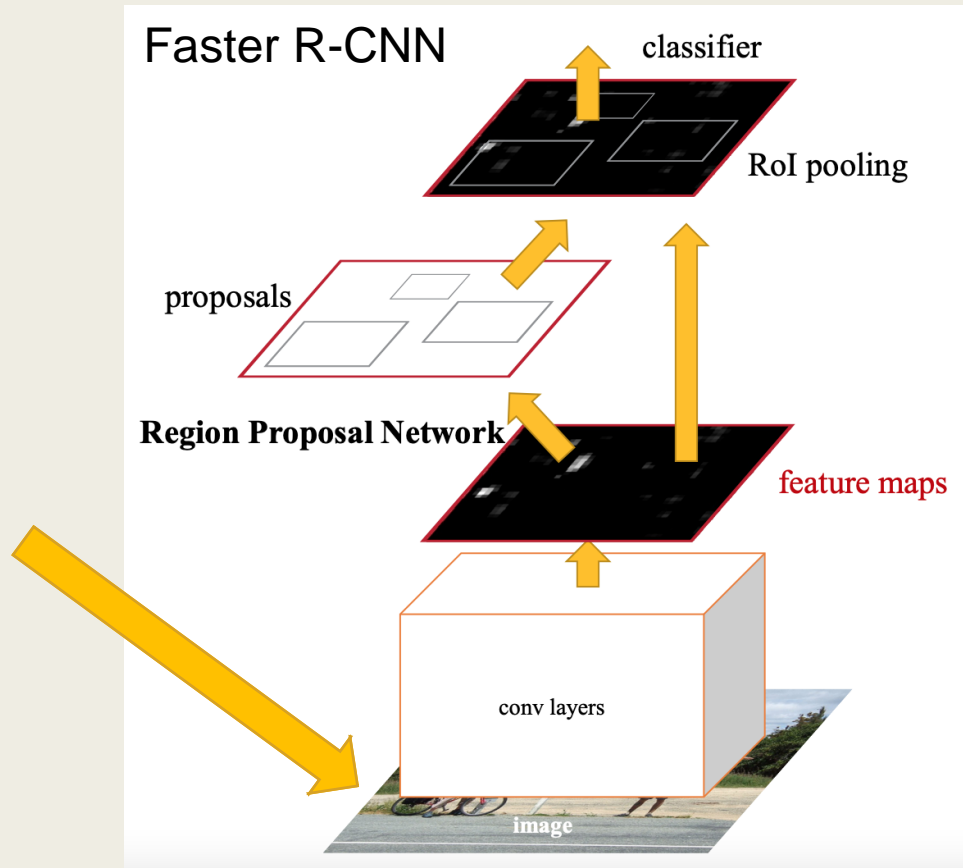 Faster R-CNN
classifier
RoI pooling
proposals
Region Proposal Network
feature maps
conv layers
image